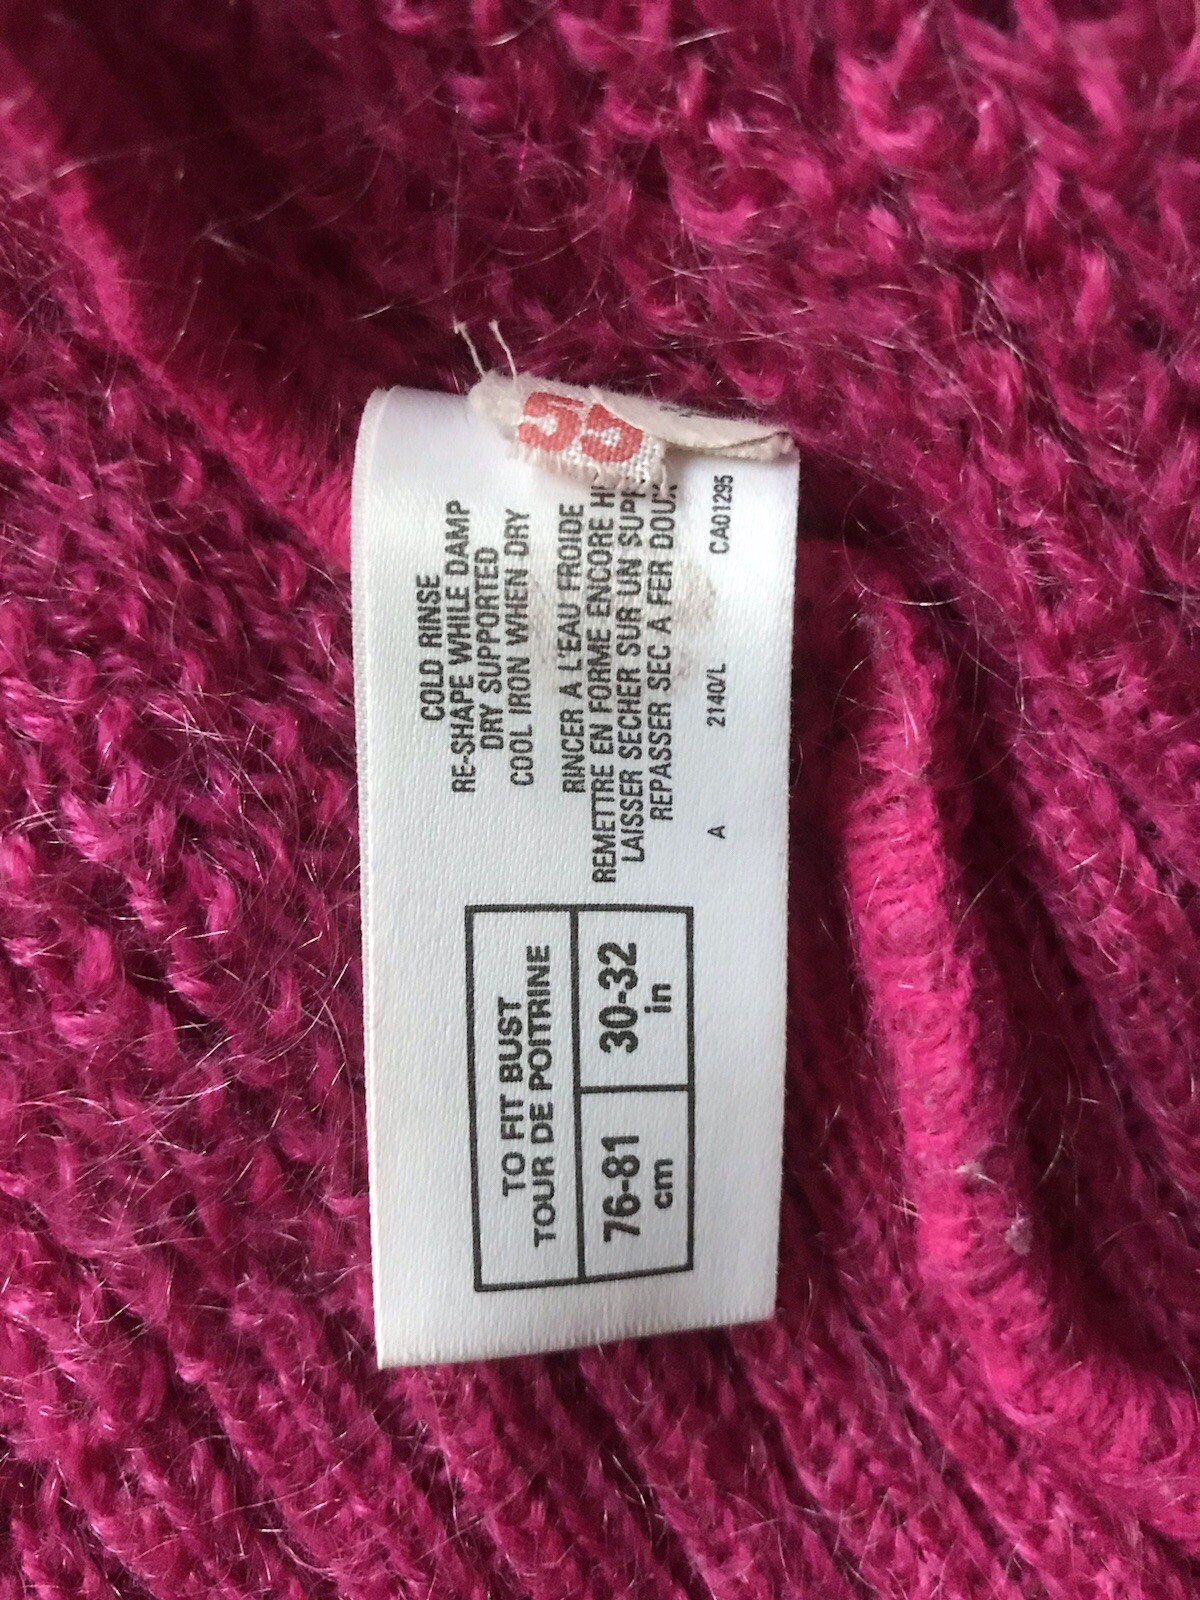 COLD RINSE
RE-SHAPE WHILE DAMP
DRY SUPPORTED
COOL IRON WHEN DRY
RINCER A L'EAU FROIDE
REMETTRE EN FORME ENCORE
LAISSER SECHER SUR UN
REPASSER SEC A FER DOUX
A 2140/L CA01295
TO FIT BUST
TOUR DE POITRINE
76-81 cm
30-32 in